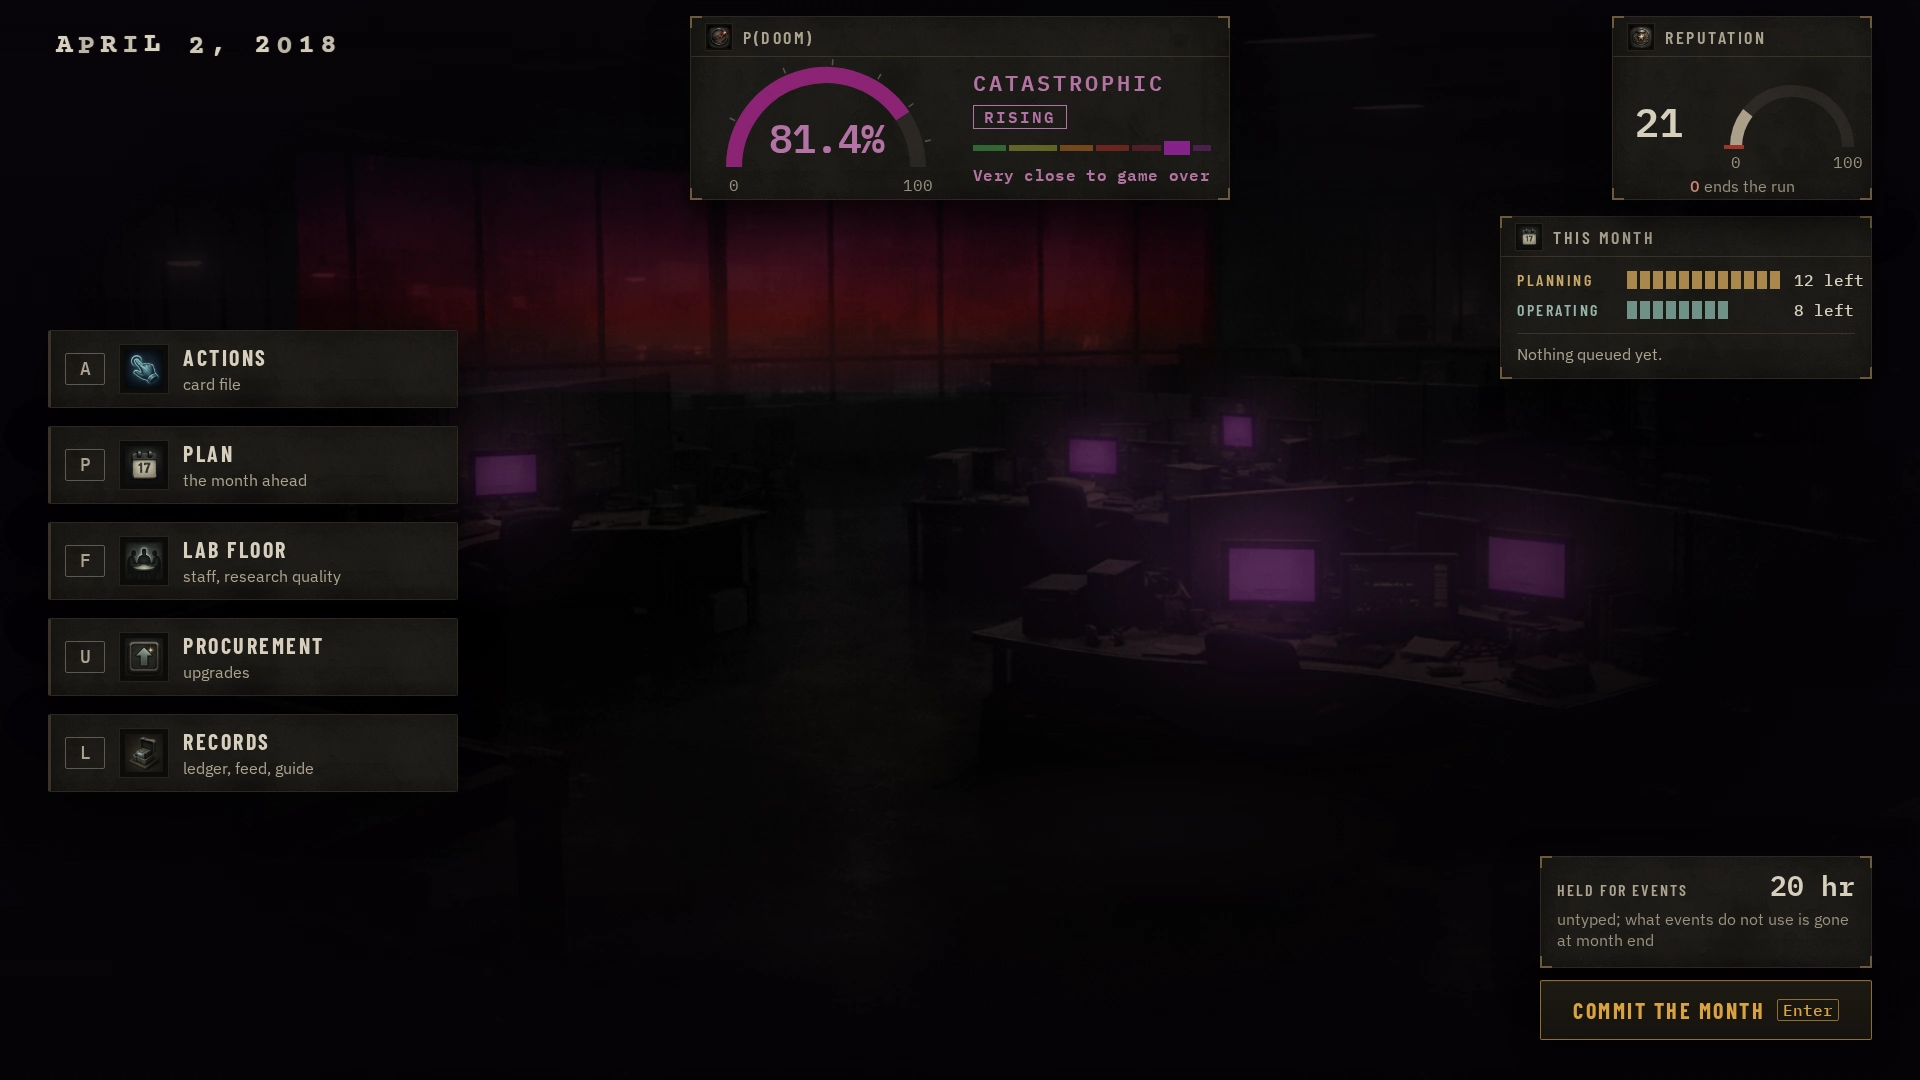 APRIL 2, 2018
P(DOOM)
81.4%
0
100
CATASTROPHIC
RISING
Very close to game over
REPUTATION
21
0
100
0 ends the run
THIS MONTH
PLANNING
12 left
OPERATING
8 left
Nothing queued yet.
A
ACTIONS
card file
P
17
PLAN
the month ahead
F
LAB FLOOR
staff, research quality
U
PROCUREMENT
upgrades
L
RECORDS
ledger, feed, guide
HELD FOR EVENTS
20 hr
untyped; what events do not use is gone
at month end
COMMIT THE MONTH
Enter